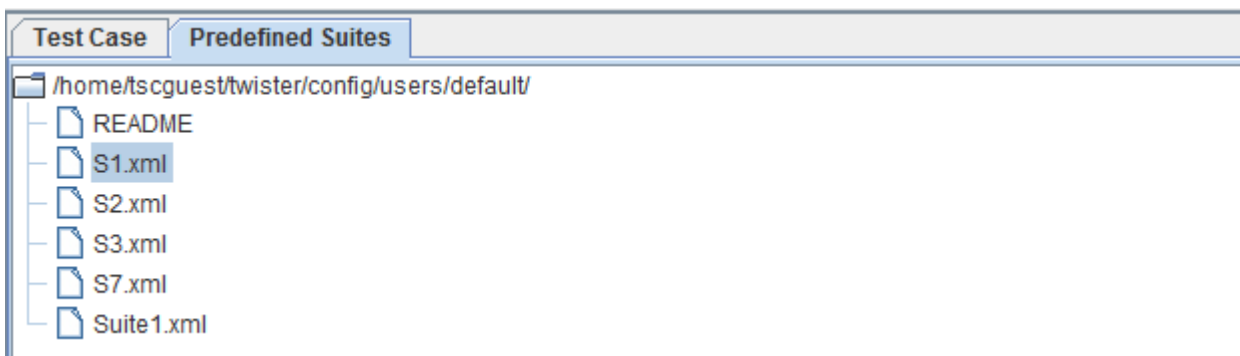 Test Case Predefined Suites
/home/tscguest/twister/config/users/default/
README
S1.xml
S2.xml
S3.xml
S7.xml
Suite1.xml